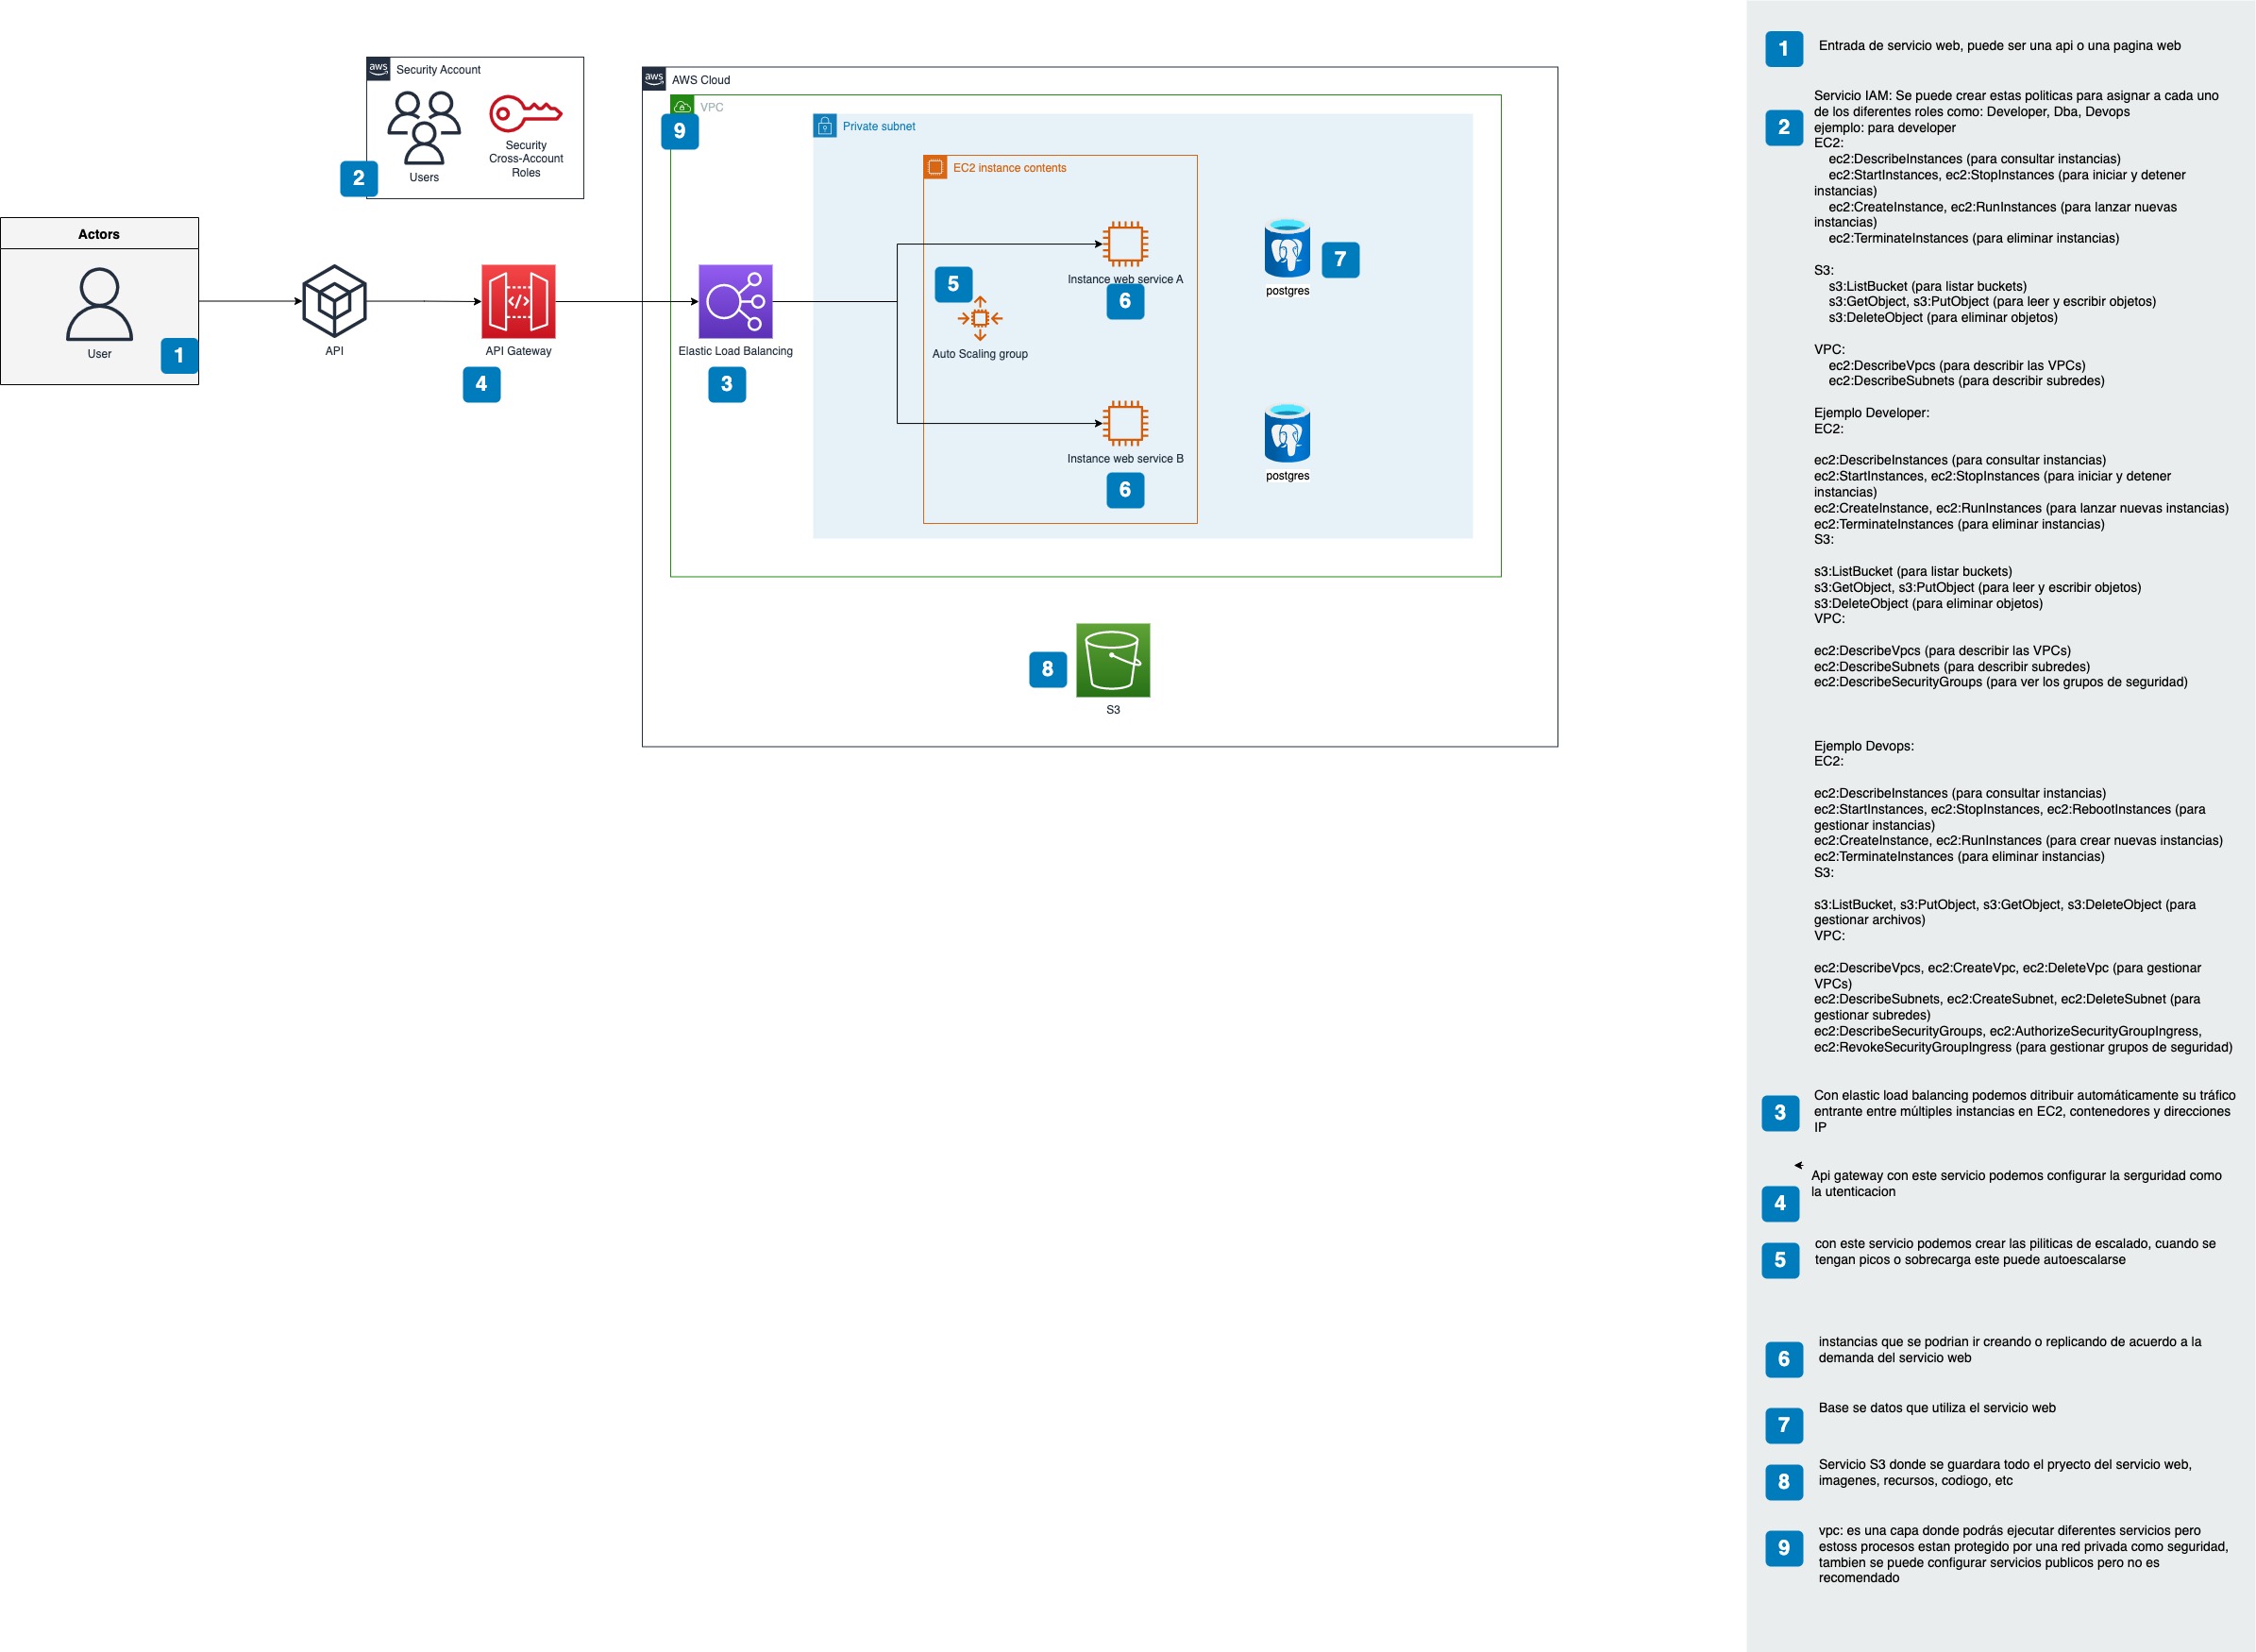 aws
Security Account
Users
Security
Cross-Account
Roles
2
Actors
User
1
API
API Gateway
4
aws
AWS Cloud
VPC
9
Private subnet
EC2 instance contents
Elastic Load Balancing
3
5
Auto Scaling group
Instance web service A
6
Instance web service B
6
postgres
7
postgres
8
S3
1
Entrada de servicio web, puede ser una api o una pagina web
2
Servicio IAM: Se puede crear estas politicas para asignar a cada uno
de los diferentes roles como: Developer, Dba, Devops
ejemplo: para developer
EC2:
ec2:DescribeInstances (para consultar instancias)
ec2:StartInstances, ec2:StopInstances (para iniciar y detener
instancias)
ec2:CreateInstance, ec2:RunInstances (para lanzar nuevas
instancias)
ec2:TerminateInstances (para eliminar instancias)
S3:
s3:ListBucket (para listar buckets)
s3:GetObject, s3:PutObject (para leer y escribir objetos)
s3:DeleteObject (para eliminar objetos)
VPC:
ec2:DescribeVpcs (para describir las VPCs)
ec2:DescribeSubnets (para describir subredes)
Ejemplo Developer:
EC2:
ec2:DescribeInstances (para consultar instancias)
ec2:StartInstances, ec2:StopInstances (para iniciar y detener
instancias)
ec2:CreateInstance, ec2:RunInstances (para lanzar nuevas instancias)
ec2:TerminateInstances (para eliminar instancias)
S3:
s3:ListBucket (para listar buckets)
s3:GetObject, s3:PutObject (para leer y escribir objetos)
s3:DeleteObject (para eliminar objetos)
VPC:
ec2:DescribeVpcs (para describir las VPCs)
ec2:DescribeSubnets (para describir subredes)
ec2:DescribeSecurityGroups (para ver los grupos de seguridad)
Ejemplo Devops:
EC2:
ec2:DescribeInstances (para consultar instancias)
ec2:StartInstances, ec2:StopInstances, ec2:RebootInstances (para
gestionar instancias)
ec2:CreateInstance, ec2:RunInstances (para crear nuevas instancias)
ec2:TerminateInstances (para eliminar instancias)
S3:
s3:ListBucket, s3:PutObject, s3:GetObject, s3:DeleteObject (para
gestionar archivos)
VPC:
ec2:DescribeVpcs, ec2:CreateVpc, ec2:DeleteVpc (para gestionar
VPCs)
ec2:DescribeSubnets, ec2:CreateSubnet, ec2:DeleteSubnet (para
gestionar subredes)
ec2:DescribeSecurityGroups, ec2:AuthorizeSecurityGroupIngress,
ec2:RevokeSecurityGroupIngress (para gestionar grupos de seguridad)
3
Con elastic load balancing podemos ditribuir automáticamente su tráfico
entrante entre múltiples instancias en EC2, contenedores y direcciones
IP
4
Api gateway con este servicio podemos configurar la serguridad como
la utenticacion
5
con este servicio podemos crear las piliticas de escalado, cuando se
tengan picos o sobrecarga este puede autoescalarse
6
instancias que se podrian ir creando o replicando de acuerdo a la
demanda del servicio web
7
Base se datos que utiliza el servicio web
8
Servicio S3 donde se guardara todo el pryecto del servicio web,
imagenes, recursos, codiogo, etc
9
vpc: es una capa donde podrás ejecutar diferentes servicios pero
estoss procesos estan protegido por una red privada como seguridad,
tambien se puede configurar servicios publicos pero no es
recomendado